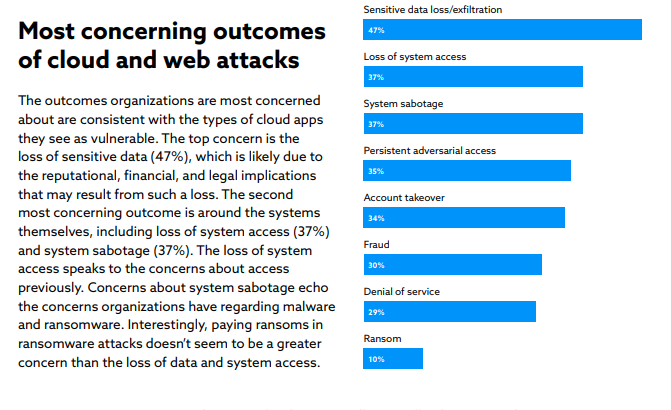 Most concerning outcomes
of cloud and web attacks
The outcomes organizations are most concerned
about are consistent with the types of cloud apps
they see as vulnerable. The top concern is the
loss of sensitive data (47%), which is likely due to
the reputational, financial, and legal implications
that may result from such a loss. The second
most concerning outcome is around the systems
themselves, including loss of system access (37%)
and system sabotage (37%). The loss of system
access speaks to the concerns about access
previously. Concerns about system sabotage echo
the concerns organizations have regarding malware
and ransomware. Interestingly, paying ransoms in
ransomware attacks doesn’t seem to be a greater
concern than the loss of data and system access.
Sensitive data loss/exfiltration
47%
Loss of system access
37%
System sabotage
37%
Persistent adversarial access
35%
Account takeover
34%
Fraud
30%
Denial of service
29%
Ransom
10%